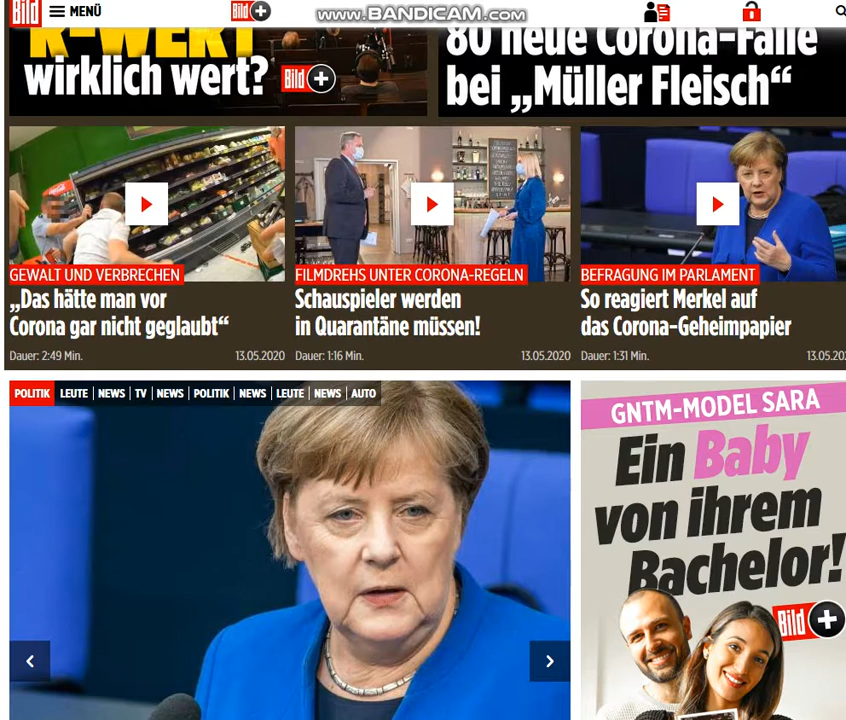 Bild
MENÜ
Bild +
www.BANDICAM.com
K-WERT
wirklich wert? Bild +
80 neue Corona-Fälle
bei „Müller Fleisch“
GEWALT UND VERBRECHEN
„Das hätte man vor
Corona gar nicht geglaubt“
Dauer: 2:49 Min. 13.05.2020
FILMDREHS UNTER CORONA-REGELN
Schauspieler werden
in Quarantäne müssen!
Dauer: 1:16 Min. 13.05.2020
BEFRAGUNG IM PARLAMENT
So reagiert Merkel auf
das Corona-Geheimpapier
Dauer: 1:31 Min. 13.05.202
POLITIK LEUTE NEWS TV NEWS POLITIK NEWS LEUTE NEWS AUTO
GNTM-MODEL SARA
Ein Baby
von ihrem
Bachelor!
Bild +